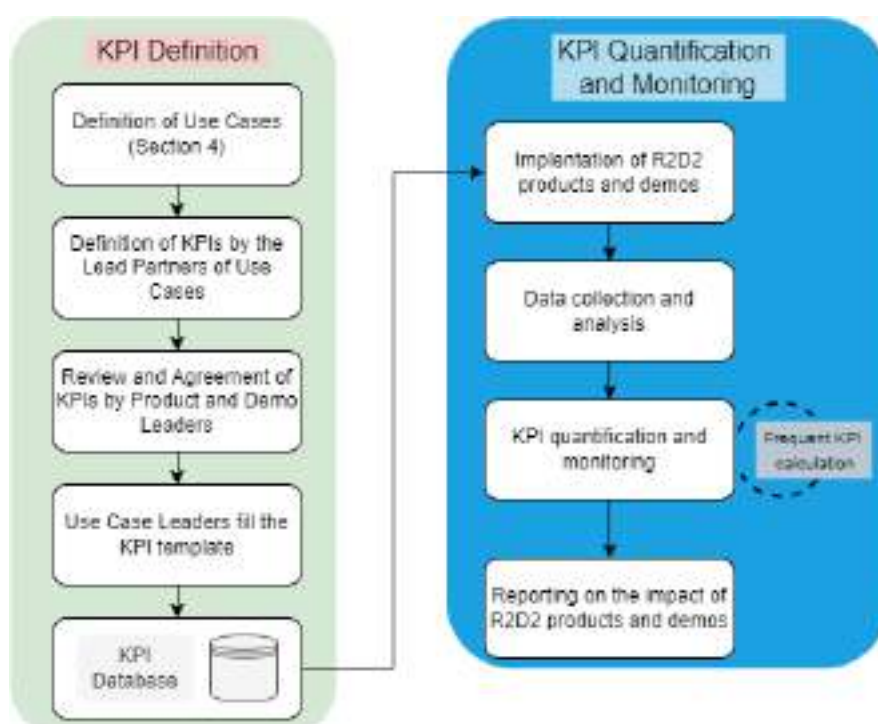 KPI Definition
Definition of Use Cases
(Section 4)
Definition of KPIs by the
Lead Partners of Use
Cases
Review and Agreement of
KPIs by Product and Demo
Leaders
Use Case Leaders fill the
KPI template
KPI
Database
KPI Quantification
and Monitoring
Implentation of R2D2
products and demos
Data collection and
analysis
KPI quantification and
monitoring
Frequent KPI
calculation
Reporting on the impact of
R2D2 products and demos